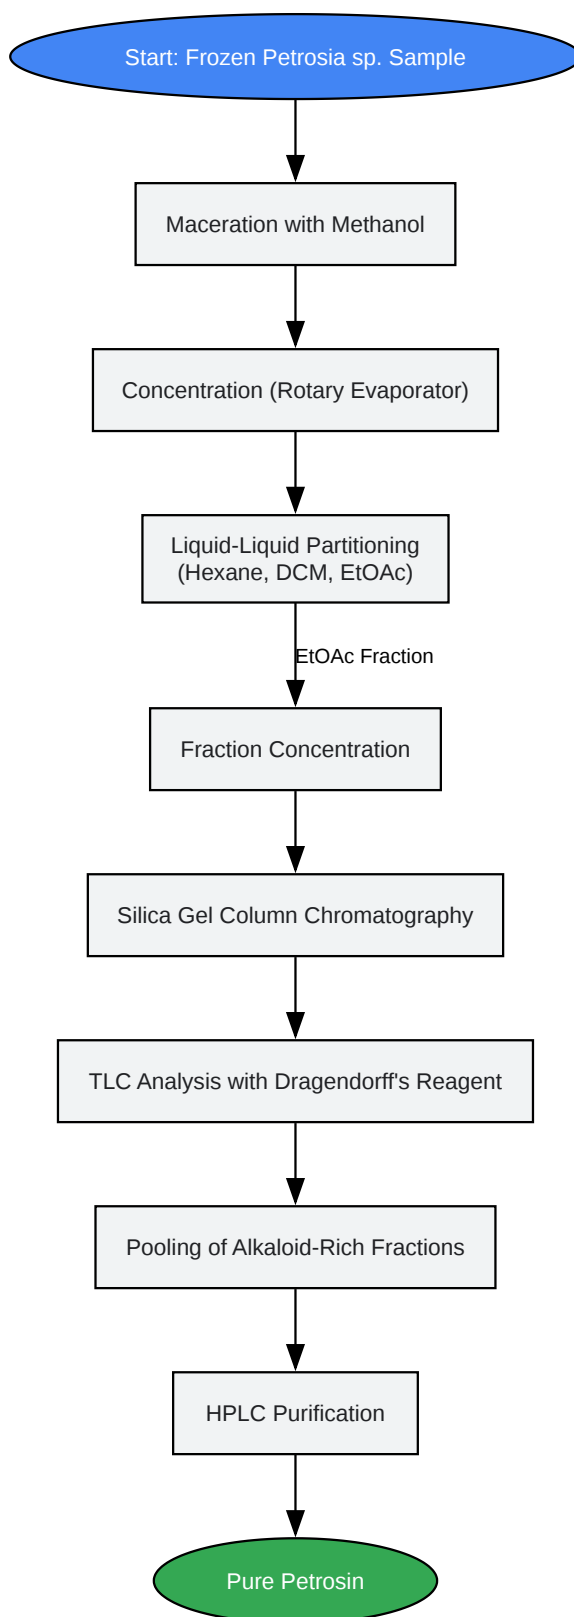 Start: Frozen Petrosia sp. Sample
Maceration with Methanol
Concentration (Rotary Evaporator)
Liquid-Liquid Partitioning
(Hexane, DCM, EtOAc)
EtOAc Fraction
Fraction Concentration
Silica Gel Column Chromatography
TLC Analysis with Dragendorff's Reagent
Pooling of Alkaloid-Rich Fractions
HPLC Purification
Pure Petrosin